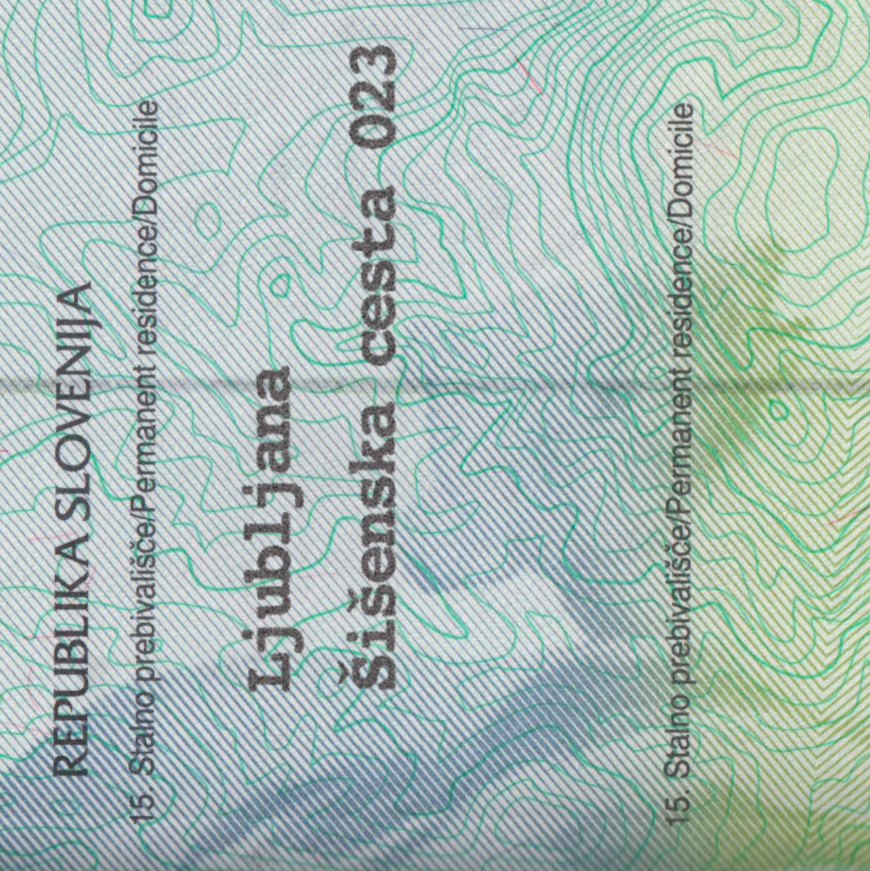 REPUBLIKA SLOVENIJA
15. Stalno prebivališče/Permanent residence/Domicile
Ljubljana
Šišenska cesta 023
15. Stalno prebivališče/Permanent residence/Domicile